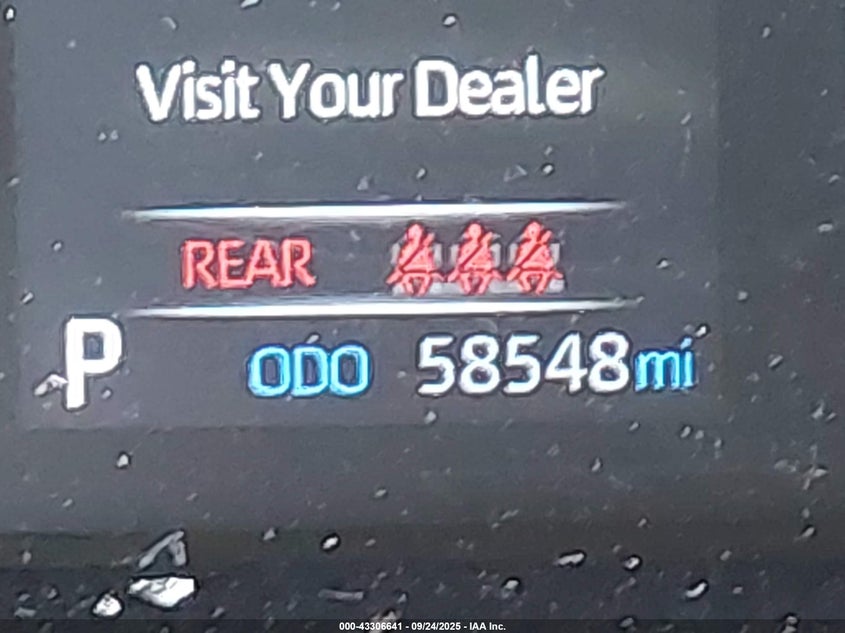 Visit Your Dealer
REAR
P ODO 58548mi
000-43306641 - 09/24/2025 - IAA Inc.